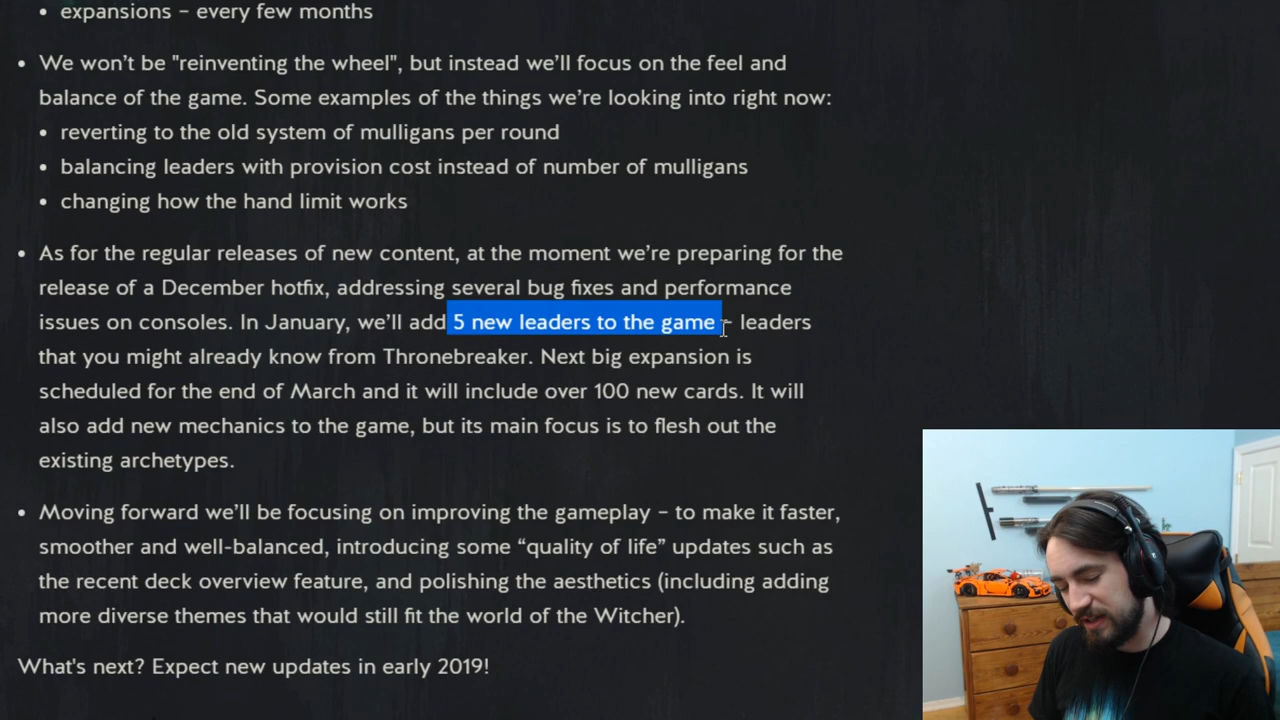 • expansions – every few months
• We won't be "reinventing the wheel", but instead we'll focus on the feel and
balance of the game. Some examples of the things we're looking into right now:
• reverting to the old system of mulligans per round
• balancing leaders with provision cost instead of number of mulligans
• changing how the hand limit works
• As for the regular releases of new content, at the moment we're preparing for the
release of a December hotfix, addressing several bug fixes and performance
issues on consoles. In January, we'll add 5 new leaders to the game – leaders
that you might already know from Thronebreaker. Next big expansion is
scheduled for the end of March and it will include over 100 new cards. It will
also add new mechanics to the game, but its main focus is to flesh out the
existing archetypes.
• Moving forward we'll be focusing on improving the gameplay – to make it faster,
smoother and well-balanced, introducing some “quality of life” updates such as
the recent deck overview feature, and polishing the aesthetics (including adding
more diverse themes that would still fit the world of the Witcher).
What's next? Expect new updates in early 2019!